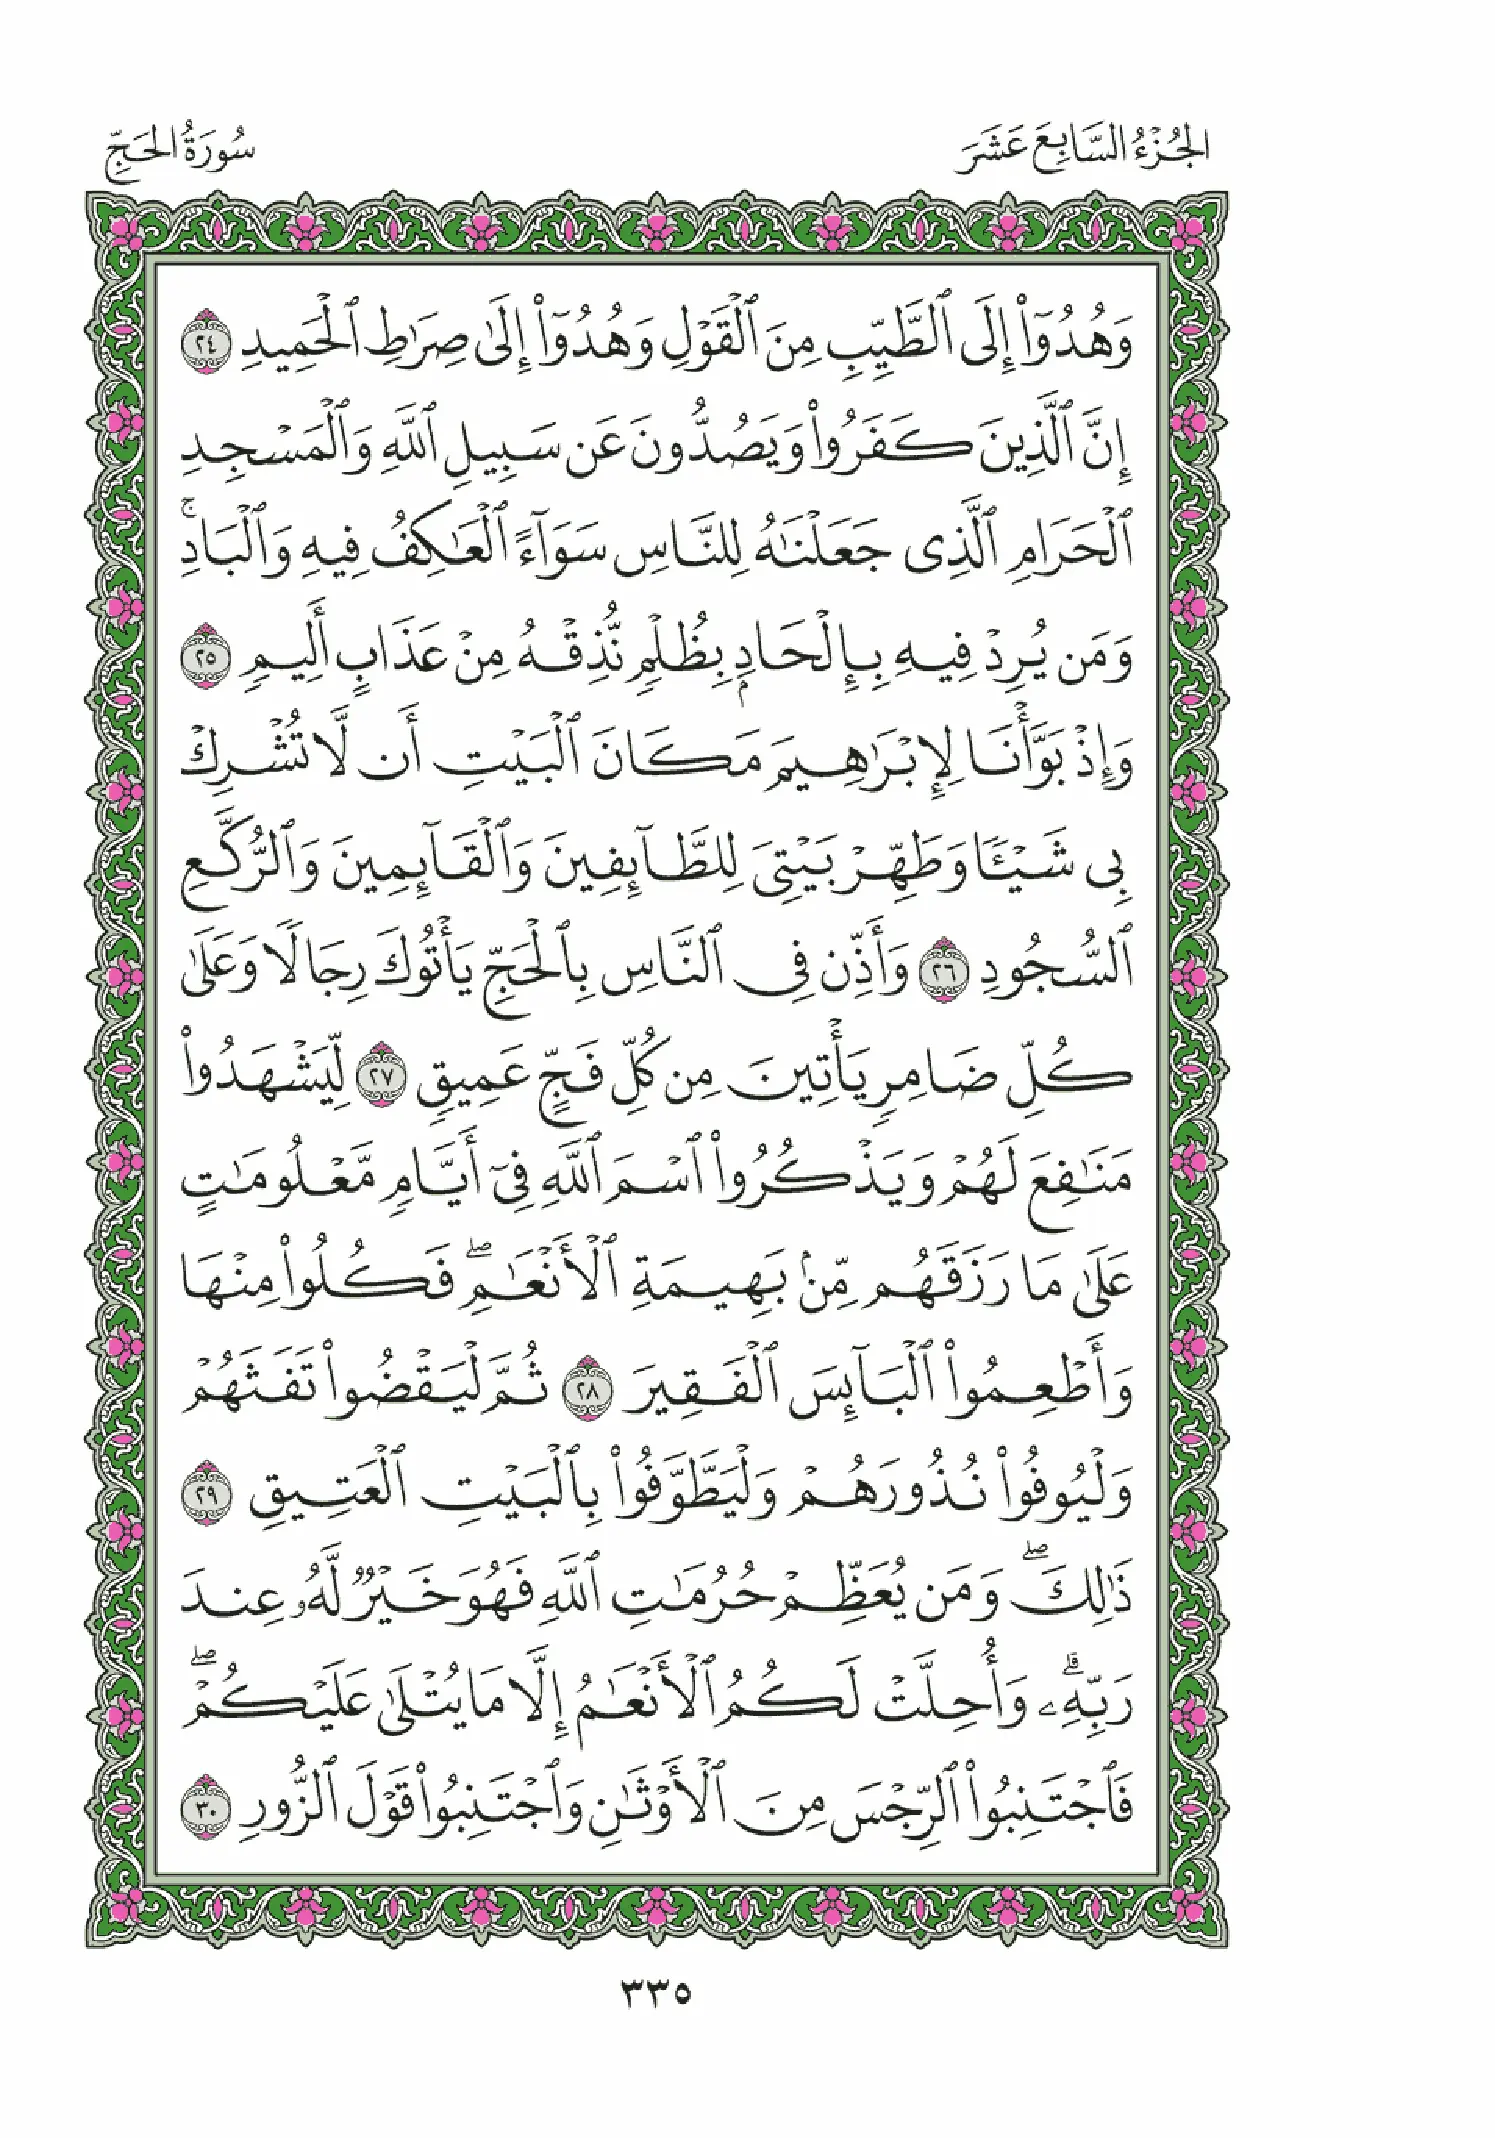 الجُزْءُ السَّابِعَ عَشَرَ
سُورَةُ الحَجِّ
وَهُدُوٓا۟ إِلَى ٱلطَّيِّبِ مِنَ ٱلْقَوْلِ وَهُدُوٓا۟ إِلَىٰ صِرَٰطِ ٱلْحَمِيدِ ٢٤
إِنَّ ٱلَّذِينَ كَفَرُوا۟ وَيَصُدُّونَ عَن سَبِيلِ ٱللَّهِ وَٱلْمَسْجِدِ
ٱلْحَرَامِ ٱلَّذِى جَعَلْنَٰهُ لِلنَّاسِ سَوَآءً ٱلْعَٰكِفُ فِيهِ وَٱلْبَادِ ۚ
وَمَن يُرِدْ فِيهِ بِإِلْحَادٍۭ بِظُلْمٍ نُّذِقْهُ مِنْ عَذَابٍ أَلِيمٍ ٢٥
وَإِذْ بَوَّأْنَا لِإِبْرَٰهِيمَ مَكَانَ ٱلْبَيْتِ أَن لَّا تُشْرِكْ
بِى شَيْـًٔا وَطَهِّرْ بَيْتِىَ لِلطَّآئِفِينَ وَٱلْقَآئِمِينَ وَٱلرُّكَّعِ
ٱلسُّجُودِ ٢٦ وَأَذِّن فِى ٱلنَّاسِ بِٱلْحَجِّ يَأْتُوكَ رِجَالًا وَعَلَىٰ
كُلِّ ضَامِرٍ يَأْتِينَ مِن كُلِّ فَجٍّ عَمِيقٍ ٢٧ لِّيَشْهَدُوا۟
مَنَٰفِعَ لَهُمْ وَيَذْكُرُوا۟ ٱسْمَ ٱللَّهِ فِىٓ أَيَّامٍ مَّعْلُومَٰتٍ
عَلَىٰ مَا رَزَقَهُم مِّنۢ بَهِيمَةِ ٱلْأَنْعَٰمِ ۖ فَكُلُوا۟ مِنْهَا
وَأَطْعِمُوا۟ ٱلْبَآئِسَ ٱلْفَقِيرَ ٢٨ ثُمَّ لْيَقْضُوا۟ تَفَثَهُمْ
وَلْيُوفُوا۟ نُذُورَهُمْ وَلْيَطَّوَّفُوا۟ بِٱلْبَيْتِ ٱلْعَتِيقِ ٢٩
ذَٰلِكَ ۖ وَمَن يُعَظِّمْ حُرُمَٰتِ ٱللَّهِ فَهُوَ خَيْرٌ لَّهُۥ عِندَ
رَبِّهِۦ ۗ وَأُحِلَّتْ لَكُمُ ٱلْأَنْعَٰمُ إِلَّا مَا يُتْلَىٰ عَلَيْكُمْ ۖ
فَٱجْتَنِبُوا۟ ٱلرِّجْسَ مِنَ ٱلْأَوْثَٰنِ وَٱجْتَنِبُوا۟ قَوْلَ ٱلزُّورِ ٣٠
٣٣٥